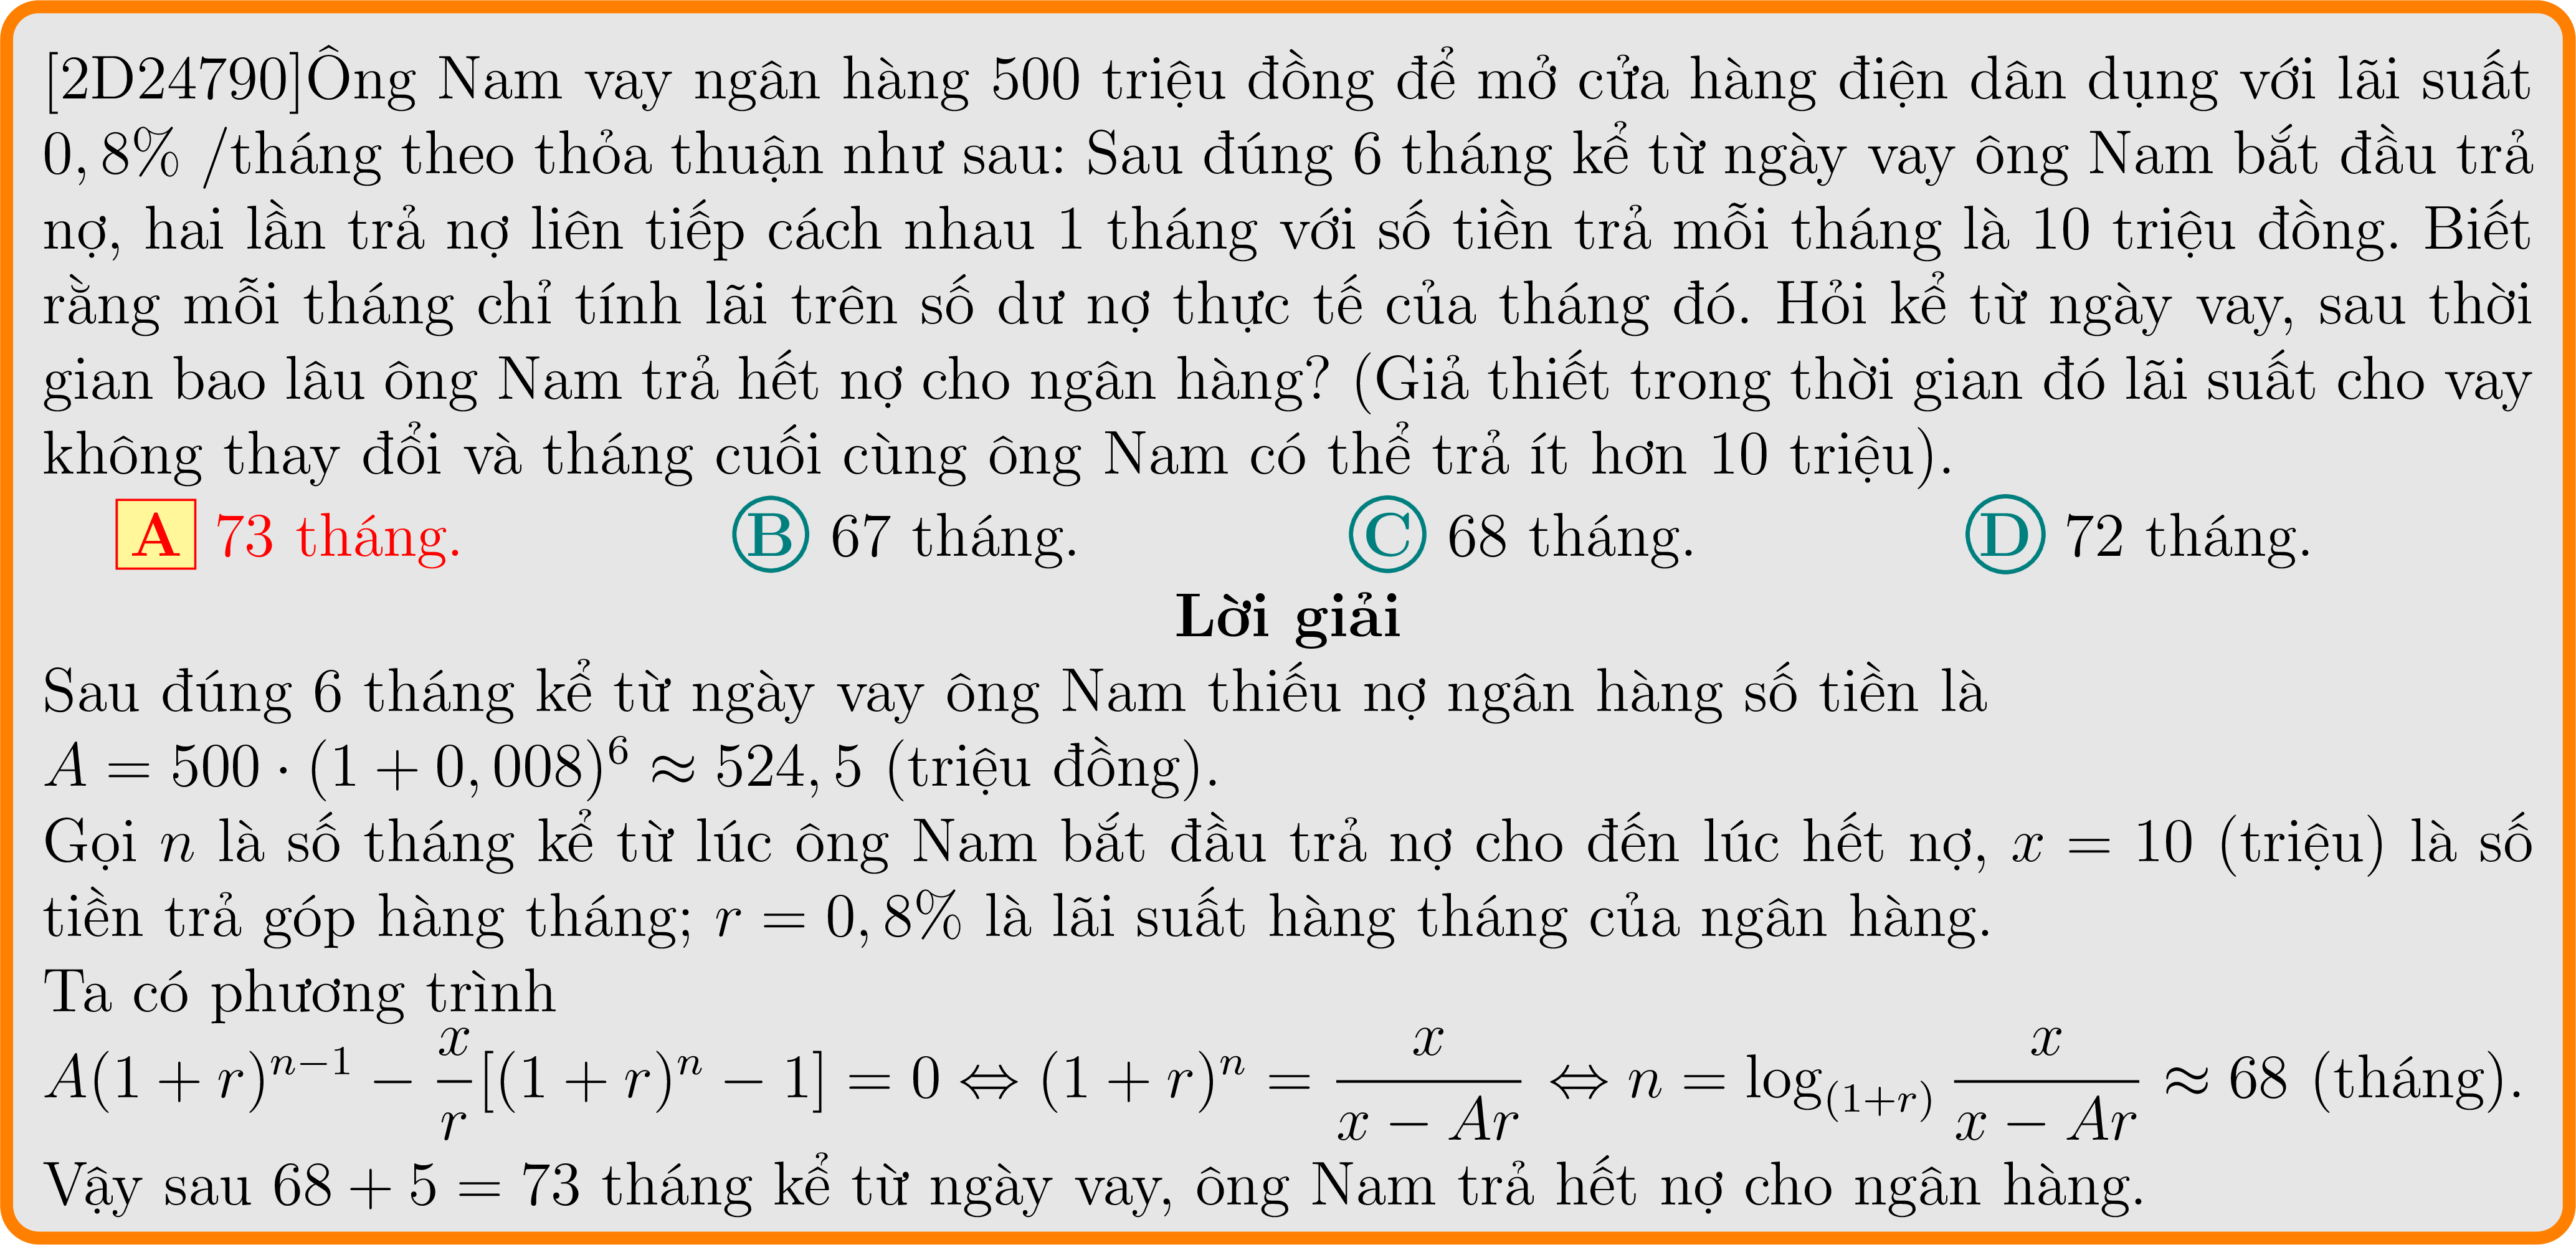 [2D24790]Ông Nam vay ngân hàng 500 triệu đồng để mở cửa hàng điện dân dụng với lãi suất
0, 8% /tháng theo thỏa thuận như sau: Sau đúng 6 tháng kể từ ngày vay ông Nam bắt đầu trả
nợ, hai lần trả nợ liên tiếp cách nhau 1 tháng với số tiền trả mỗi tháng là 10 triệu đồng. Biết
rằng mỗi tháng chỉ tính lãi trên số dư nợ thực tế của tháng đó. Hỏi kể từ ngày vay, sau thời
gian bao lâu ông Nam trả hết nợ cho ngân hàng? (Giả thiết trong thời gian đó lãi suất cho vay
không thay đổi và tháng cuối cùng ông Nam có thể trả ít hơn 10 triệu).
A 73 tháng. B 67 tháng. C 68 tháng. D 72 tháng.
Lời giải
Sau đúng 6 tháng kể từ ngày vay ông Nam thiếu nợ ngân hàng số tiền là
$A = 500 \cdot (1 + 0, 008)^6 \approx 524, 5$ (triệu đồng).
Gọi $n$ là số tháng kể từ lúc ông Nam bắt đầu trả nợ cho đến lúc hết nợ, $x = 10$ (triệu) là số
tiền trả góp hàng tháng; $r = 0, 8\%$ là lãi suất hàng tháng của ngân hàng.
Ta có phương trình
$A(1 + r)^{n-1} - \frac{x}{r}[(1 + r)^n - 1] = 0 \Leftrightarrow (1 + r)^n = \frac{x}{x - Ar} \Leftrightarrow n = \log_{(1+r)} \frac{x}{x - Ar} \approx 68$ (tháng).
Vậy sau 68 + 5 = 73 tháng kể từ ngày vay, ông Nam trả hết nợ cho ngân hàng.